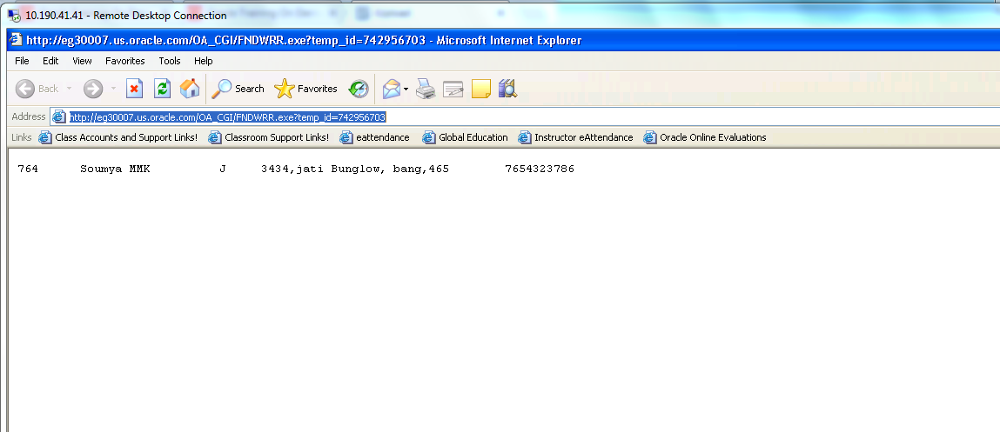 10.190.41.41 - Remote Desktop Connection
http://eg30007.us.oracle.com/OA_CGI/FNDWRR.exe?temp_id=742956703 - Microsoft Internet Explorer
File Edit View Favorites Tools Help
Back Search Favorites
Address http://eg30007.us.oracle.com/OA_CGI/FNDWRR.exe?temp_id=742956703
Links Class Accounts and Support Links! Classroom Support Links! eattendance Global Education Instructor eAttendance Oracle Online Evaluations
764 Soumya MMK J 3434,jati Bunglow, bang,465 7654323786